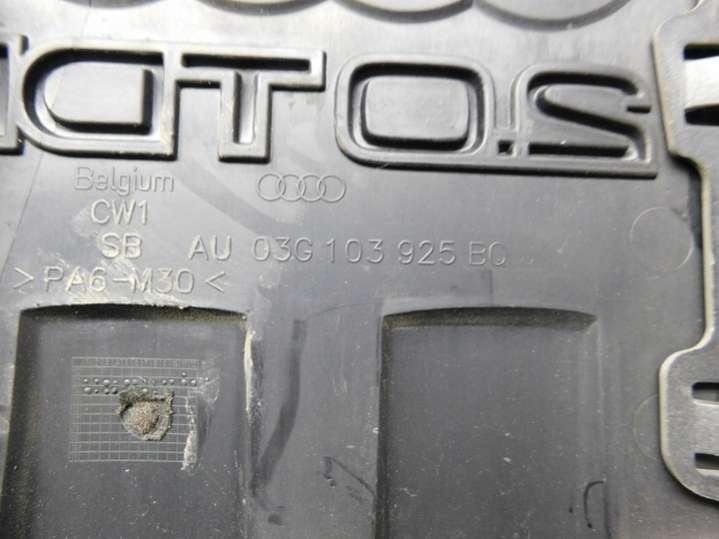 2.0 TDI
Belgium
CW1
SB AU 03G 103 925 BQ
>PA6-M30<